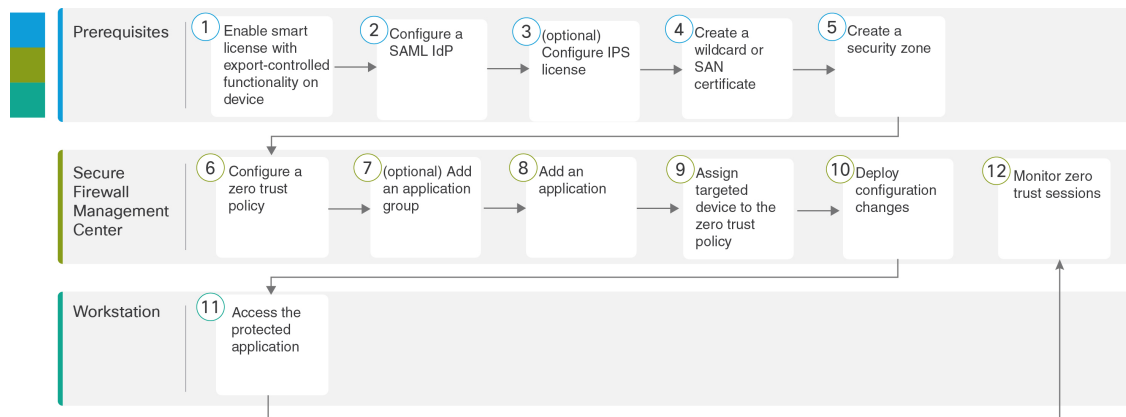 Prerequisites
1
Enable smart
license with
export-controlled
functionality on
device
2
Configure a
SAML IdP
3
(optional)
Configure IPS
license
4
Create a
wildcard or
SAN
certificate
5
Create a
security zone
Secure
Firewall
Management
Center
6
Configure a
zero trust
policy
7
(optional) Add
an application
group
8
Add an
application
9
Assign
targeted
device to the
zero trust
policy
10
Deploy
configuration
changes
12
Monitor zero
trust sessions
Workstation
11
Access the
protected
application